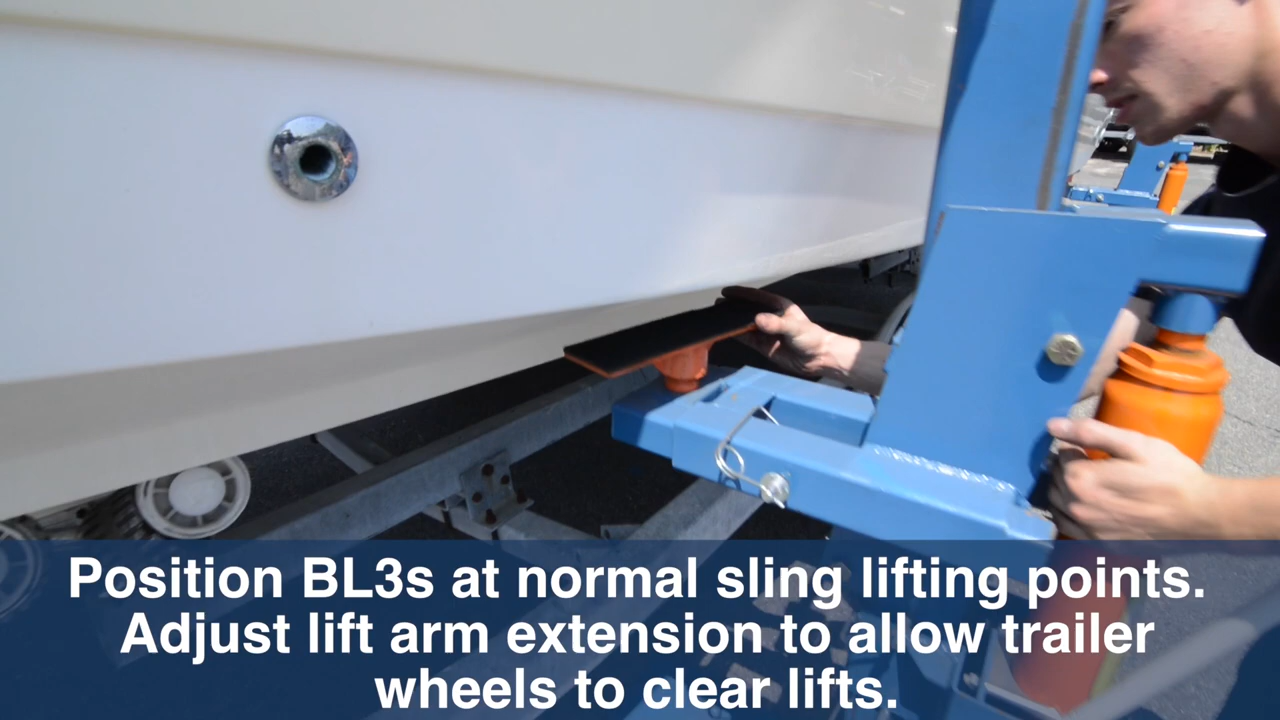 Position BL3s at normal sling lifting points.
Adjust lift arm extension to allow trailer
wheels to clear lifts.